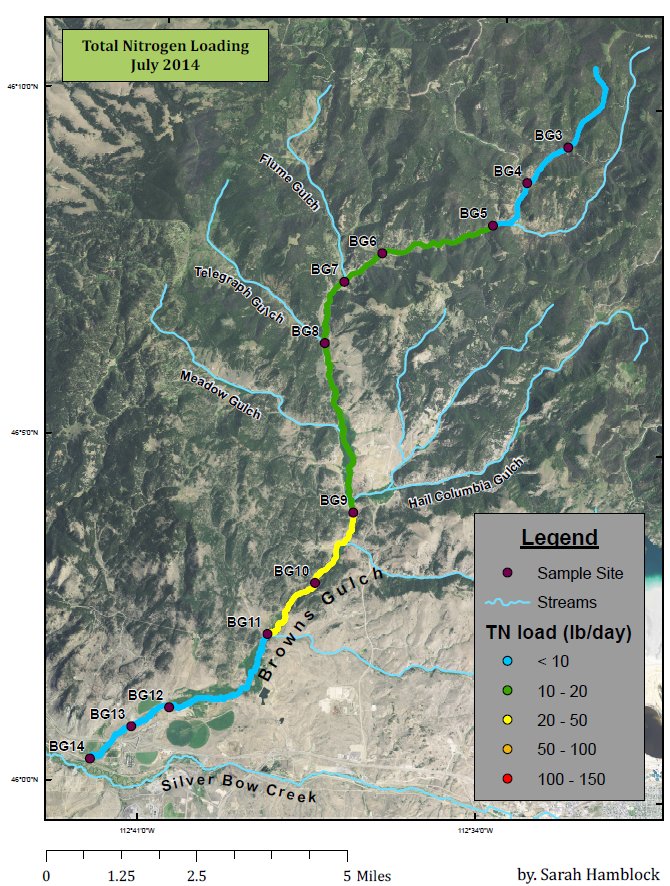 Total Nitrogen Loading
July 2014
46°10'0"N
BG3
BG4
Flume Gulch
BG5
BG6
BG7
Telegraph Gulch
BG8
Meadow Gulch
46°5'0"N
Hail Columbia Gulch
BG9
BG10
Browns Gulch
BG11
BG12
BG13
BG14
46°0'0"N
Silver Bow Creek
Legend
Sample Site
Streams
TN load (lb/day)
< 10
10 - 20
20 - 50
50 - 100
100 - 150
112°41'0"W
112°34'0"W
0 1.25 2.5 5 Miles
by. Sarah Hamblock